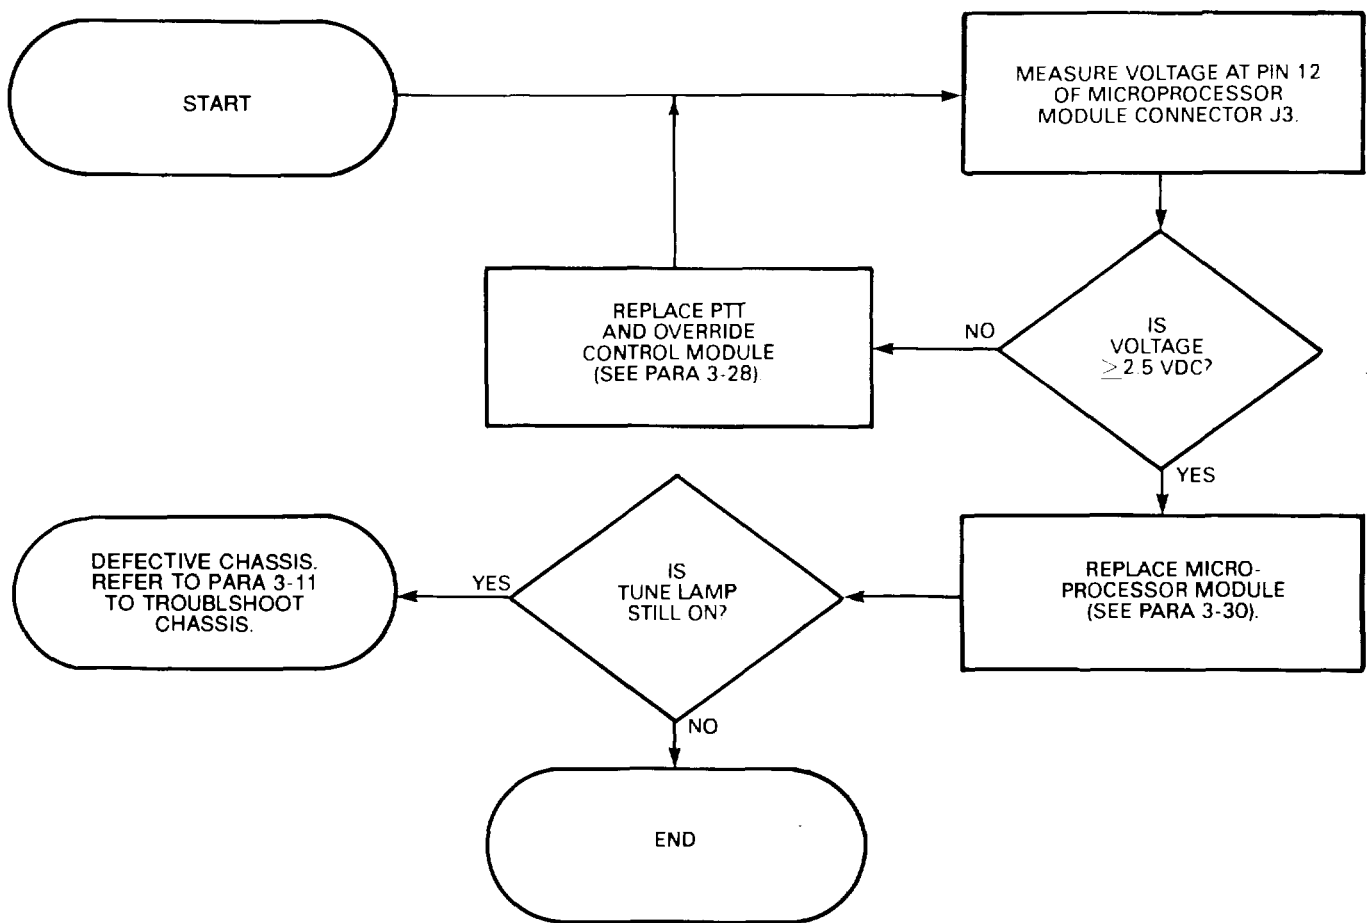 START
MEASURE VOLTAGE AT PIN 12
OF MICROPROCESSOR
MODULE CONNECTOR J3.
REPLACE PTT
AND OVERRIDE
CONTROL MODULE
(SEE PARA 3-28)
NO
IS
VOLTAGE
≥2.5 VDC?
YES
DEFECTIVE CHASSIS.
REFER TO PARA 3-11
TO TROUBLSHOOT
CHASSIS.
YES
IS
TUNE LAMP
STILL ON?
REPLACE MICRO-
PROCESSOR MODULE
(SEE PARA 3-30).
NO
END